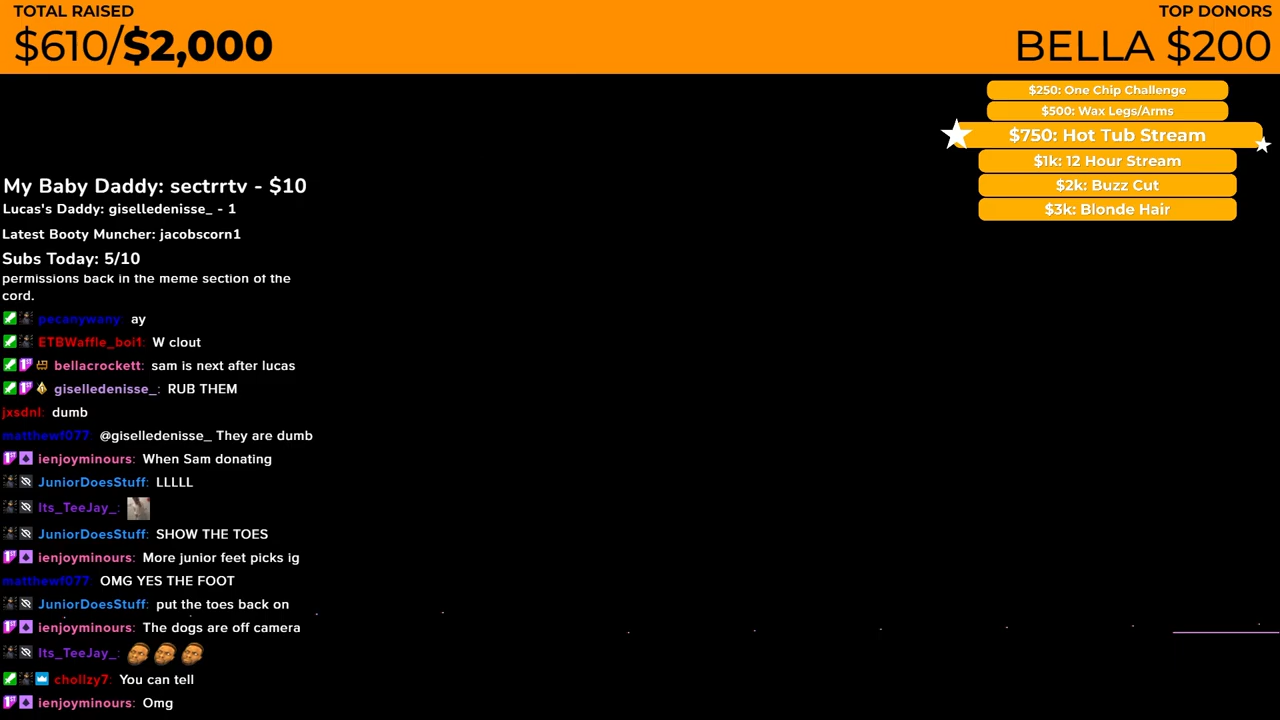 TOTAL RAISED
$610/$2,000
TOP DONORS
BELLA $200
$250: One Chip Challenge
$500: Wax Legs/Arms
$750: Hot Tub Stream
$1k: 12 Hour Stream
$2k: Buzz Cut
$3k: Blonde Hair
My Baby Daddy: sectrrtv - $10
Lucas's Daddy: giselledenisse_ - 1
Latest Booty Muncher: jacobscorn1
Subs Today: 5/10
permissions back in the meme section of the
cord.
pecanywany: ay
ETBWaffle_boi1: W clout
bellacrockett: sam is next after lucas
giselledenisse_: RUB THEM
jxsdnl: dumb
matthewf077: @giselledenisse_ They are dumb
ienjoyminours: When Sam donating
JuniorDoesStuff: LLLLL
Its_TeeJay_:
JuniorDoesStuff: SHOW THE TOES
ienjoyminours: More junior feet picks ig
matthewf077: OMG YES THE FOOT
JuniorDoesStuff: put the toes back on
ienjoyminours: The dogs are off camera
Its_TeeJay_:
chollzy7: You can tell
ienjoyminours: Omg